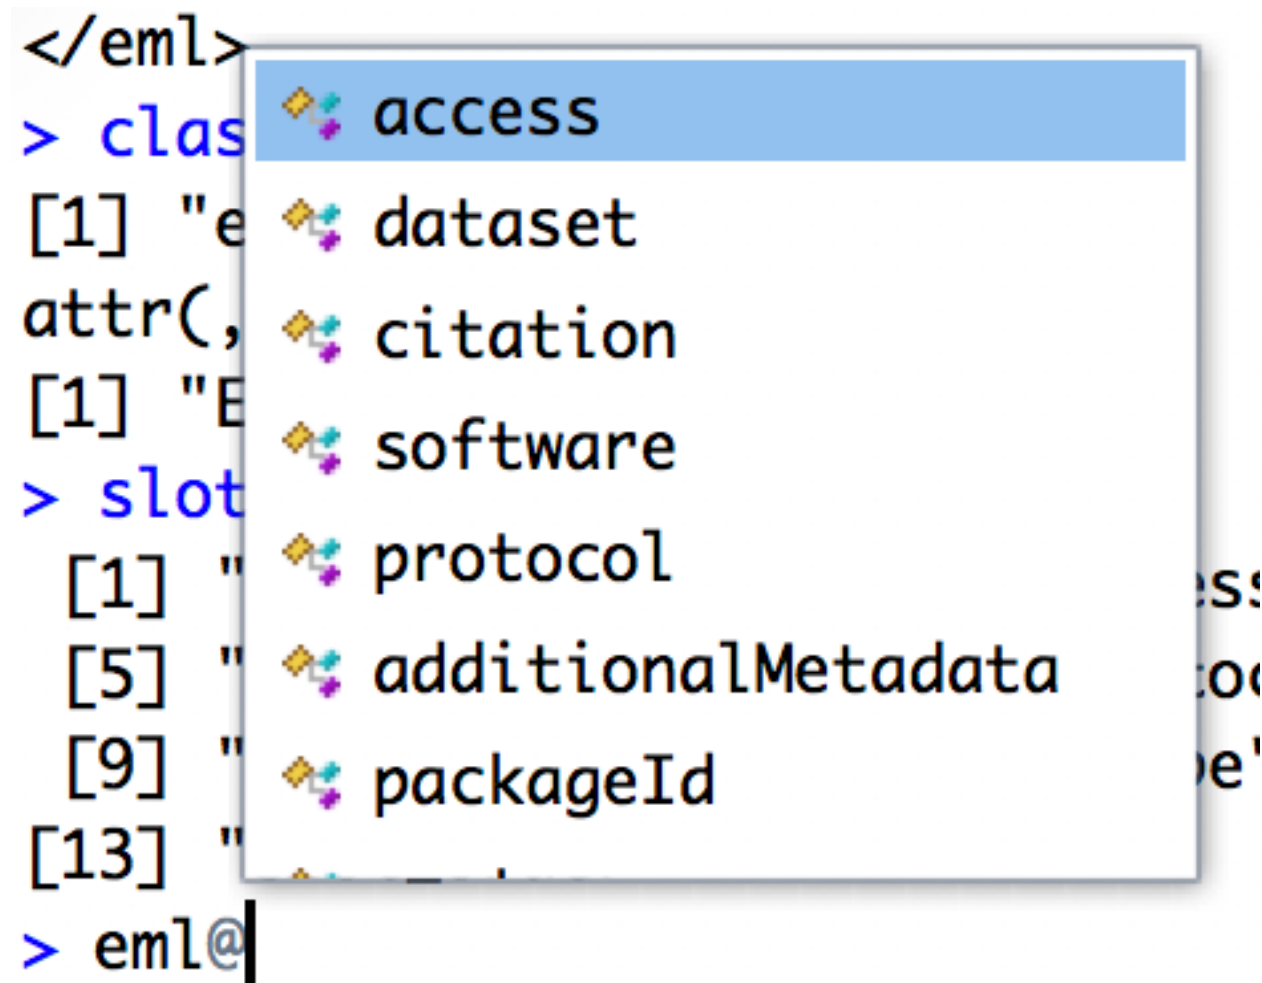 </eml>
> clas
[1] "e
attr(,
[1] "E
> slot
[1] "
[5] "
[9] "
[13] "
> eml@
access
dataset
citation
software
protocol
additionalMetadata
packageId